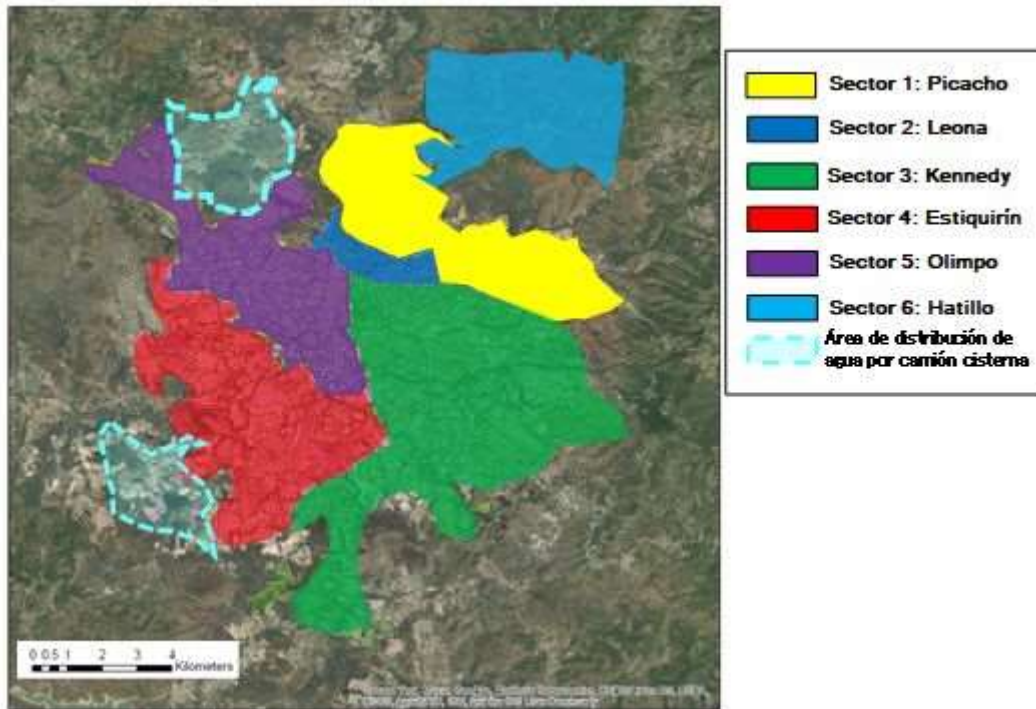 Sector 1: Picacho
Sector 2: Leona
Sector 3: Kennedy
Sector 4: Estiquirín
Sector 5: Olimpo
Sector 6: Hatillo
Área de distribución de
agua por camión cisterna
0 0.5 1 2 3 4
Kilometers